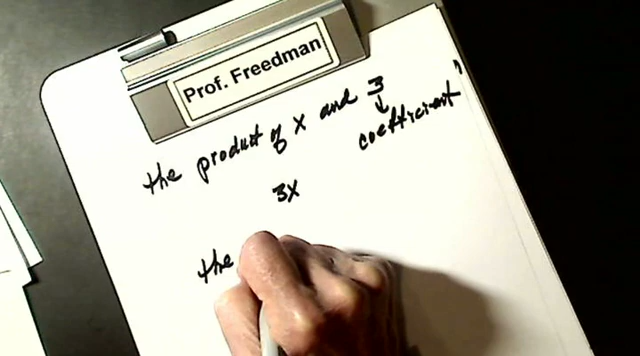 Prof. Freedman
the product of x and 3
coefficient
3x
the